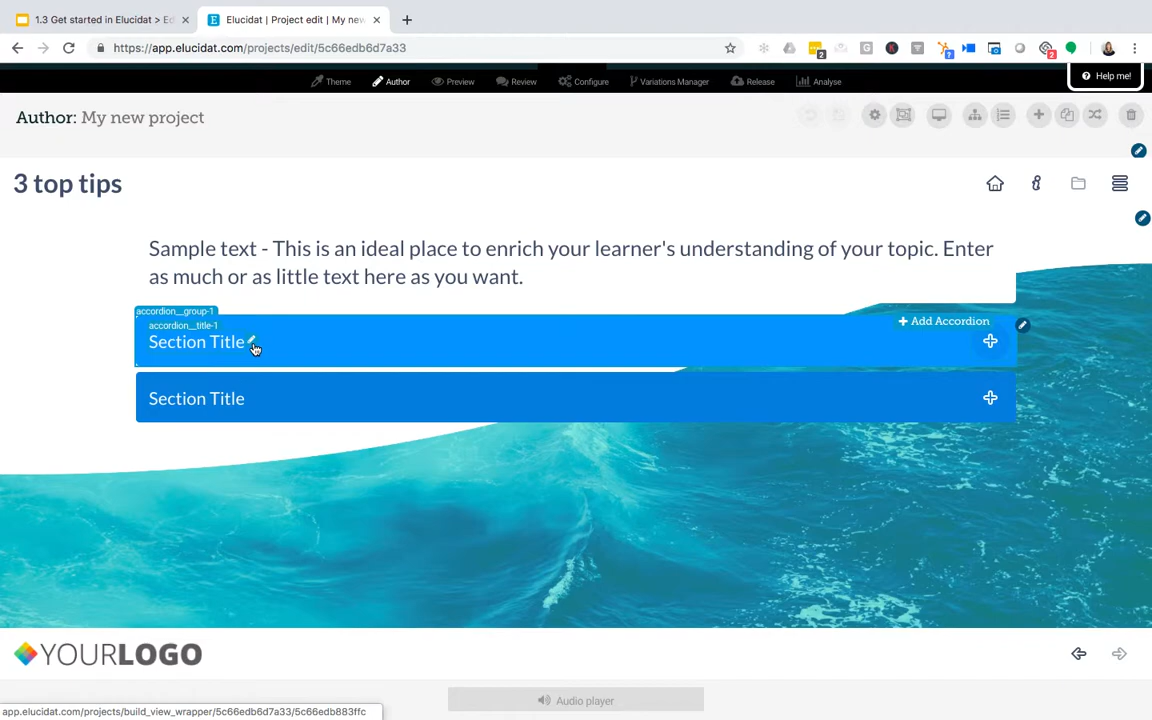 1.3 Get started in Elucidat > Ed
Elucidat | Project edit | My new
https://app.elucidat.com/projects/edit/5c66edb6d7a33
Theme
Author
Preview
Review
Configure
Variations Manager
Release
Analyse
Help me!
Author: My new project
3 top tips
Sample text - This is an ideal place to enrich your learner's understanding of your topic. Enter
as much or as little text here as you want.
accordion__group-1
accordion__title-1
Section Title
Add Accordion
Section Title
YOURLOGO
Audio player
app.elucidat.com/projects/build_view_wrapper/5c66edb6d7a33/5c66edb883ffc